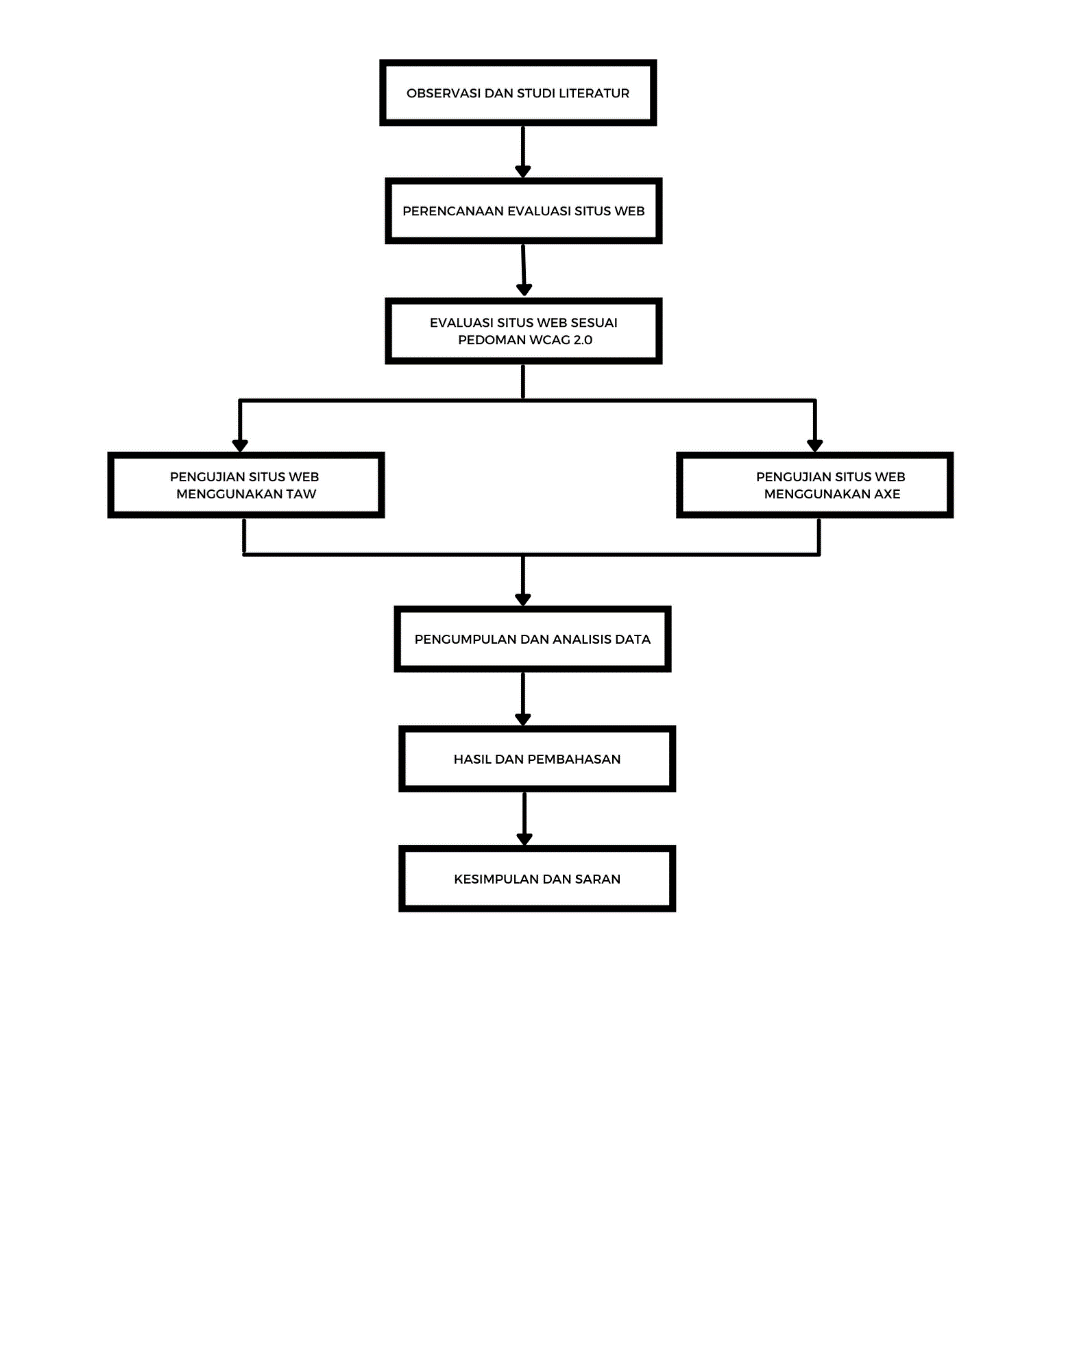 OBSERVASI DAN STUDI LITERATUR
PERENCANAAN EVALUASI SITUS WEB
EVALUASI SITUS WEB SESUAI
PEDOMAN WCAG 2.0
PENGUJIAN SITUS WEB
MENGGUNAKAN TAW
PENGUJIAN SITUS WEB
MENGGUNAKAN AXE
PENGUMPULAN DAN ANALISIS DATA
HASIL DAN PEMBAHASAN
KESIMPULAN DAN SARAN